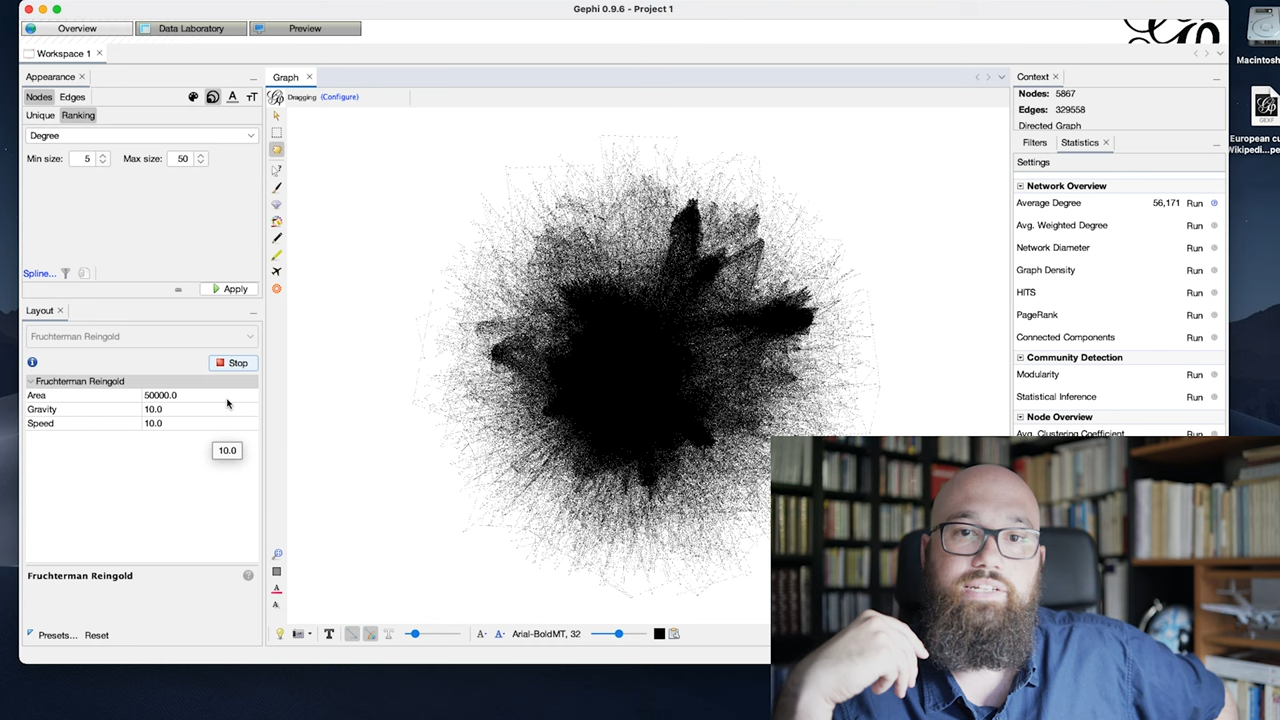 Gephi 0.9.6 - Project 1
Overview
Data Laboratory
Preview
Workspace 1
Macintosh
Appearance
Nodes
Edges
Unique
Ranking
Degree
Min size: 5 Max size: 50
Spline...
Apply
Layout
Fruchterman Reingold
Stop
Fruchterman Reingold
Area 50000.0
Gravity 10.0
Speed 10.0
10.0
Fruchterman Reingold
Presets...
Reset
Graph
Dragging (Configure)
Arial-BoldMT, 32
Context
Nodes: 5867
Edges: 329558
Directed Graph
Filters
Statistics
Settings
Network Overview
Average Degree 56,171 Run
Avg. Weighted Degree Run
Network Diameter Run
Graph Density Run
HITS Run
PageRank Run
Connected Components Run
Community Detection
Modularity Run
Statistical Inference Run
Node Overview
Avg. Clustering Coefficient Run
GEXF
European cu
Wikipedi...pe